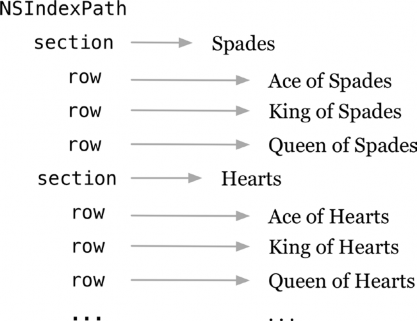 NSIndexPath
section Spades
row Ace of Spades
row King of Spades
row Queen of Spades
section Hearts
row Ace of Hearts
row King of Hearts
row Queen of Hearts
... ...